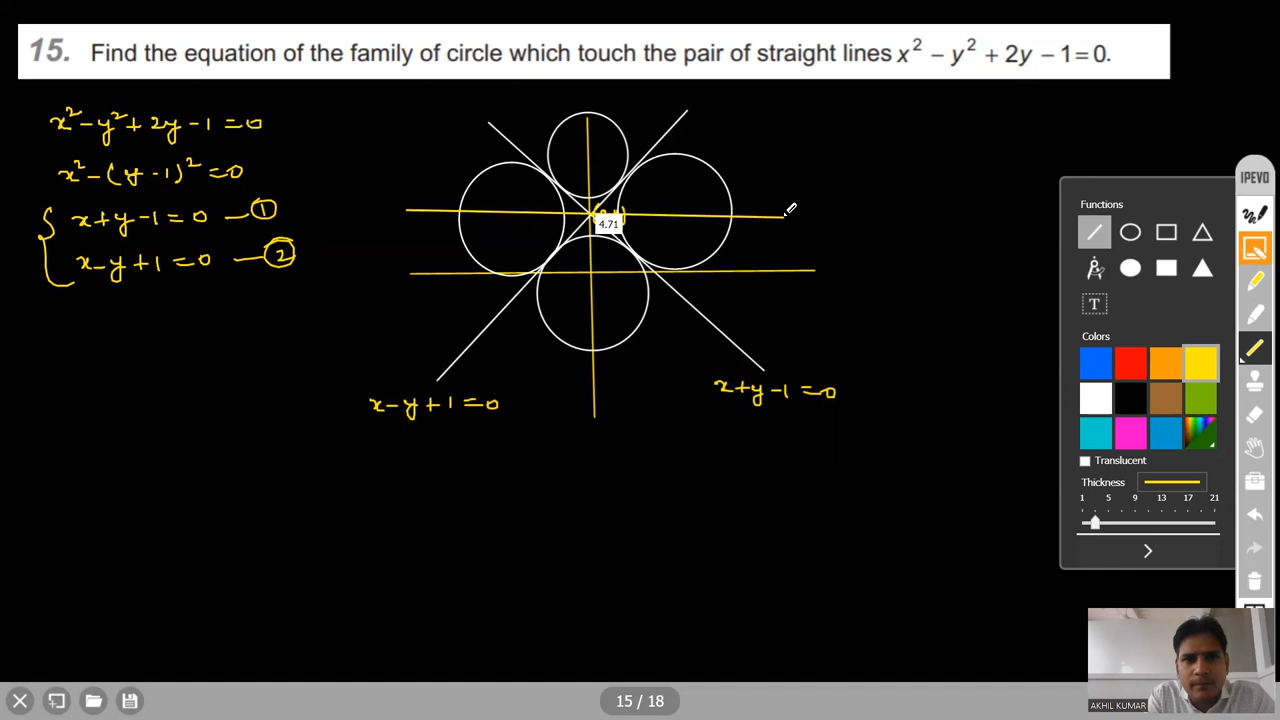 15. Find the equation of the family of circle which touch the pair of straight lines x² − y² + 2y − 1 = 0.
x² − y² + 2y − 1 = 0
x² − (y − 1)² = 0
x + y − 1 = 0 — ①
x − y + 1 = 0 — ②
4.71
x − y + 1 = 0
x + y − 1 = 0
IPEVO
Functions
T
Colors
Translucent
Thickness
1 5 9 13 17 21
15 / 18
AKHIL KUMAR